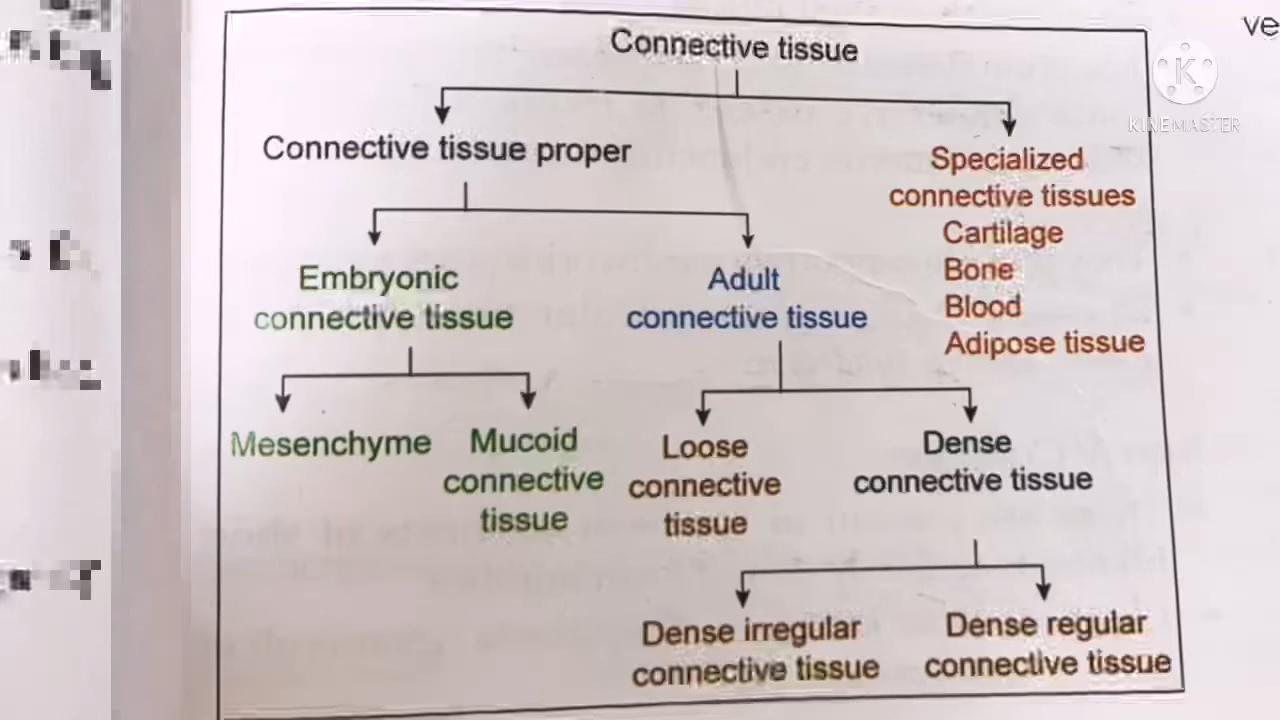 Connective tissue
ve
KINEMASTER
Connective tissue proper
Specialized
connective tissues
Cartilage
Bone
Blood
Adipose tissue
Embryonic
connective tissue
Adult
connective tissue
Mesenchyme
Mucoid
connective
tissue
Loose
connective
tissue
Dense
connective tissue
Dense irregular
connective tissue
Dense regular
connective tissue